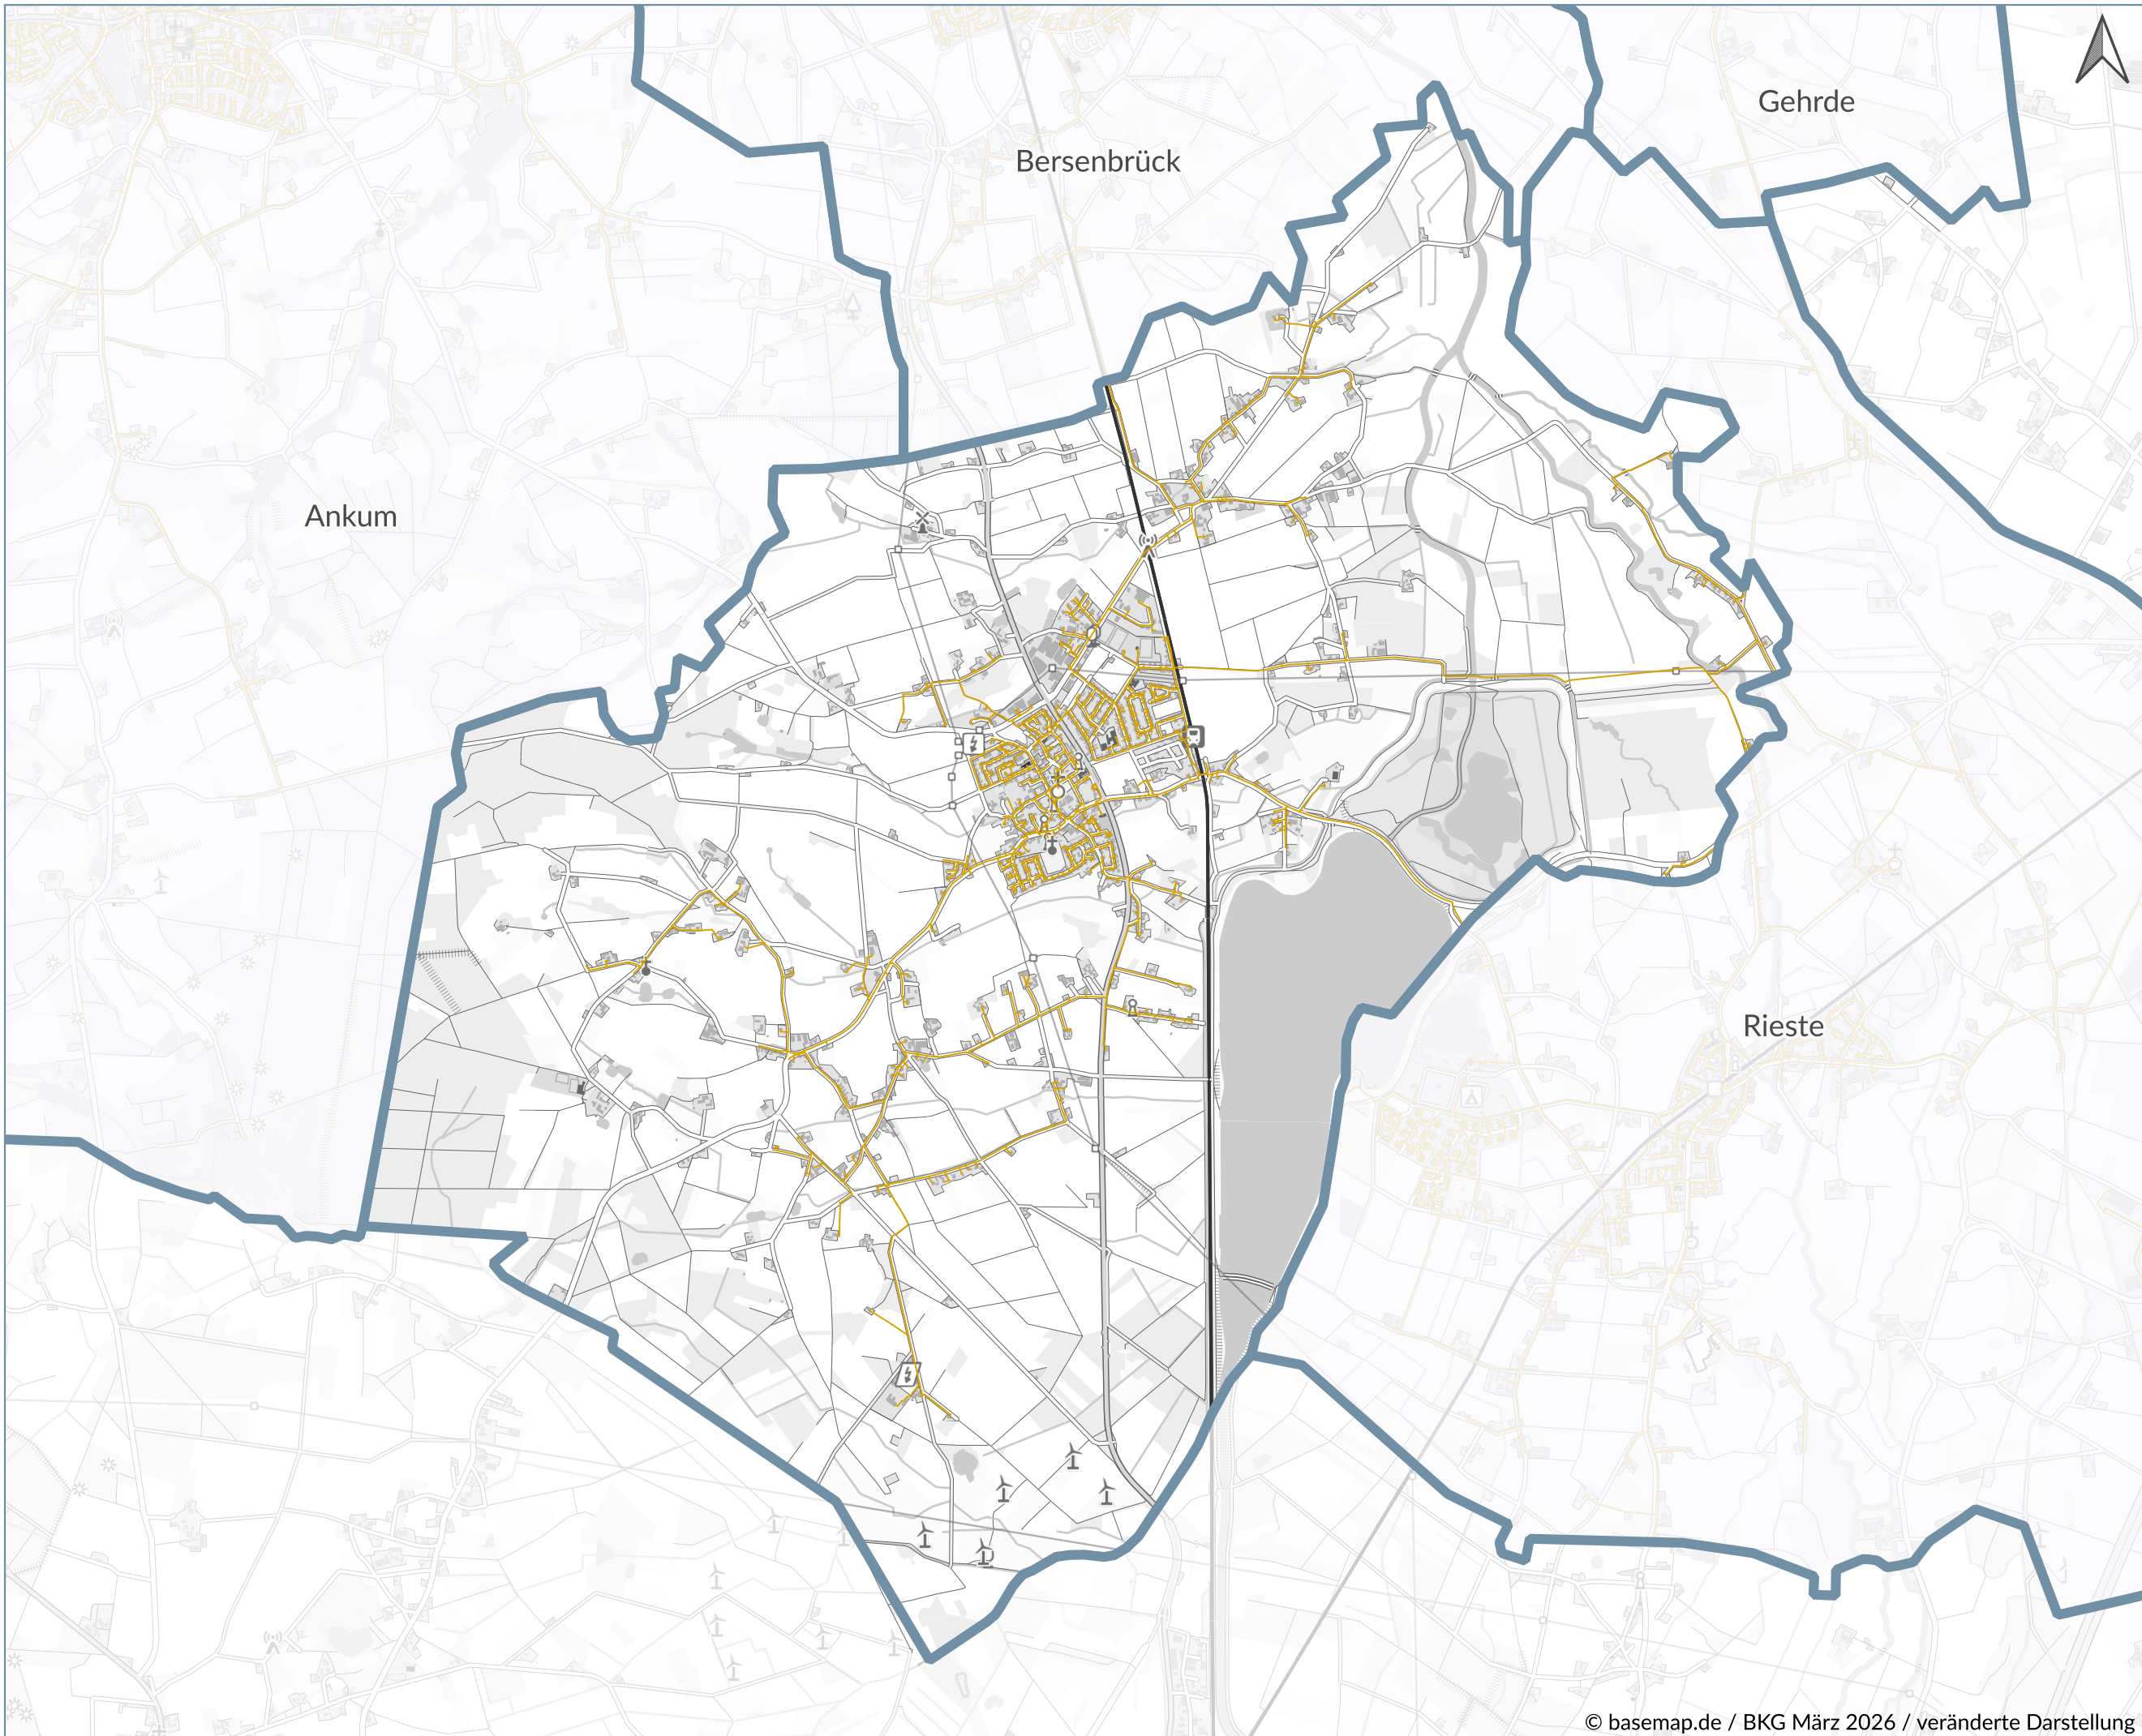 Gehrde
Bersenbrück
Ankum
Rieste
© basemap.de / BKG März 2026 / veränderte Darstellung